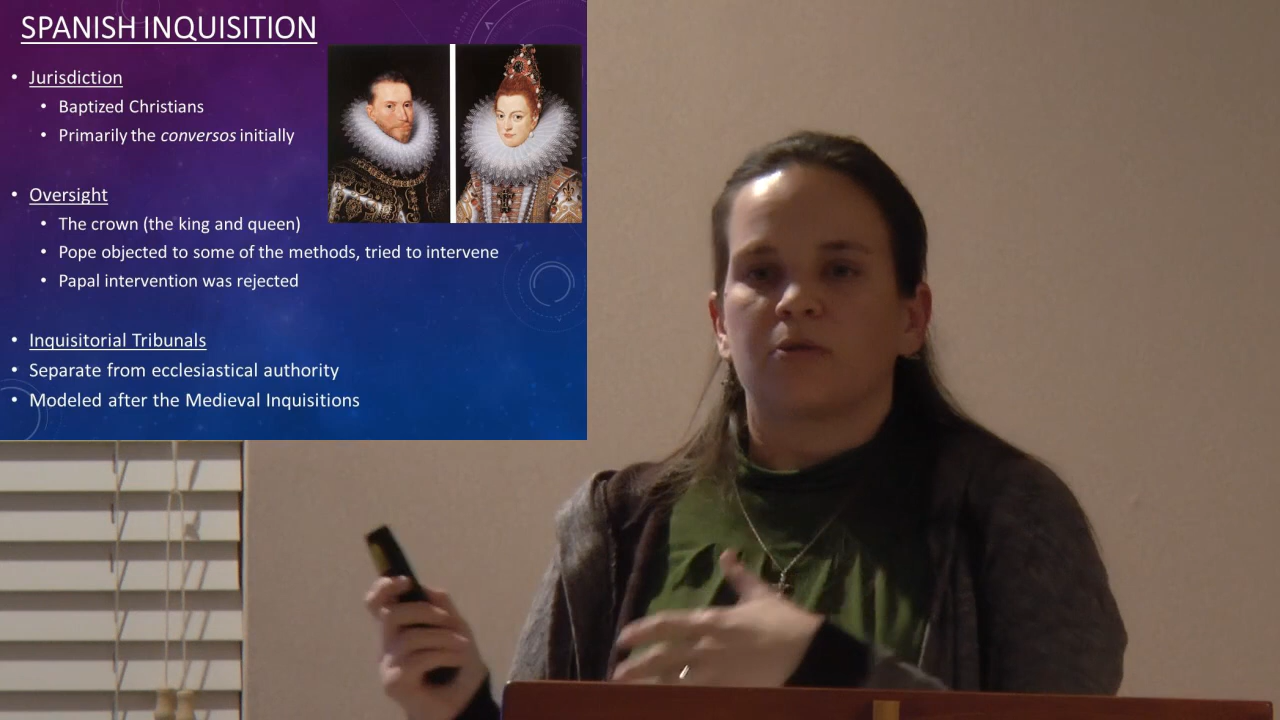 SPANISH INQUISITION
• Jurisdiction
• Baptized Christians
• Primarily the conversos initially
• Oversight
• The crown (the king and queen)
• Pope objected to some of the methods, tried to intervene
• Papal intervention was rejected
• Inquisitorial Tribunals
• Separate from ecclesiastical authority
• Modeled after the Medieval Inquisitions